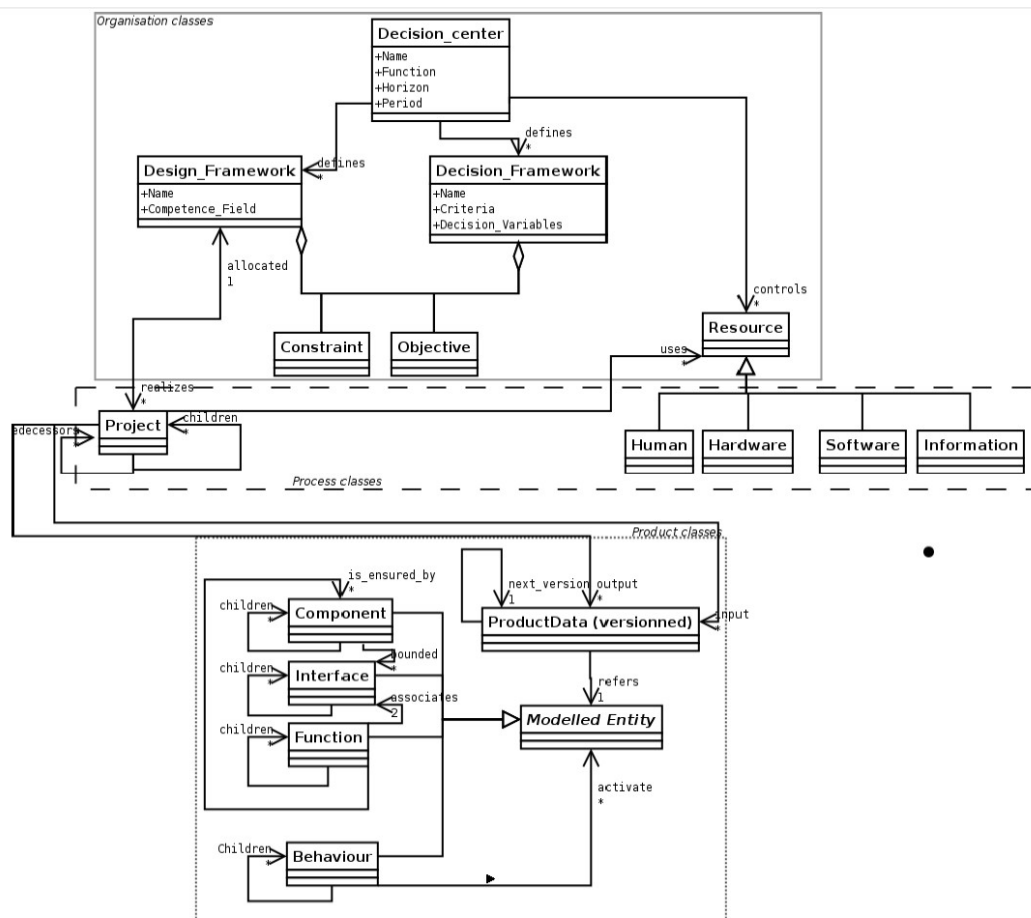 Organisation classes
Decision_center
+Name
+Function
+Horizon
+Period
defines
*
defines
*
Design_Framework
+Name
+Competence_Field
Decision_Framework
+Name
+Criteria
+Decision_Variables
allocated
1
controls
*
Resource
Constraint
Objective
uses
*
realizes
*
Project
children
*
edecessors
*
Human
Hardware
Software
Information
Process classes
Product classes
is_ensured_by
*
next_version
1
output
*
children
*
Component
ProductData (versionned)
input
*
bounded
*
children
*
Interface
refers
1
associates
2
Modelled Entity
children
*
Function
activate
*
Children
*
Behaviour